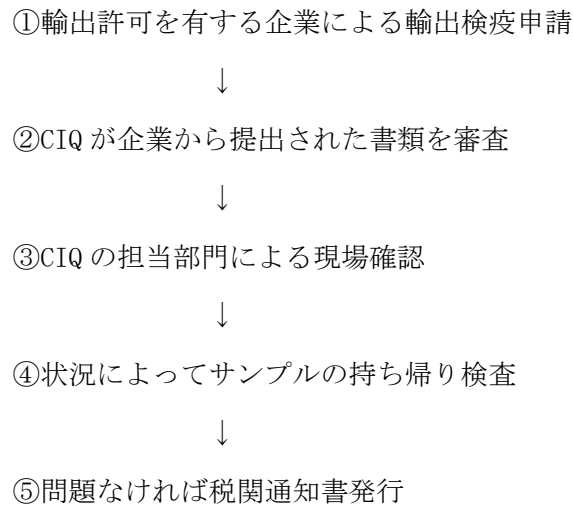 ①輸出許可を有する企業による輸出検疫申請
↓
②CIQが企業から提出された書類を審査
↓
③CIQの担当部門による現場確認
↓
④状況によってサンプルの持ち帰り検査
↓
⑤問題なければ税関通知書発行